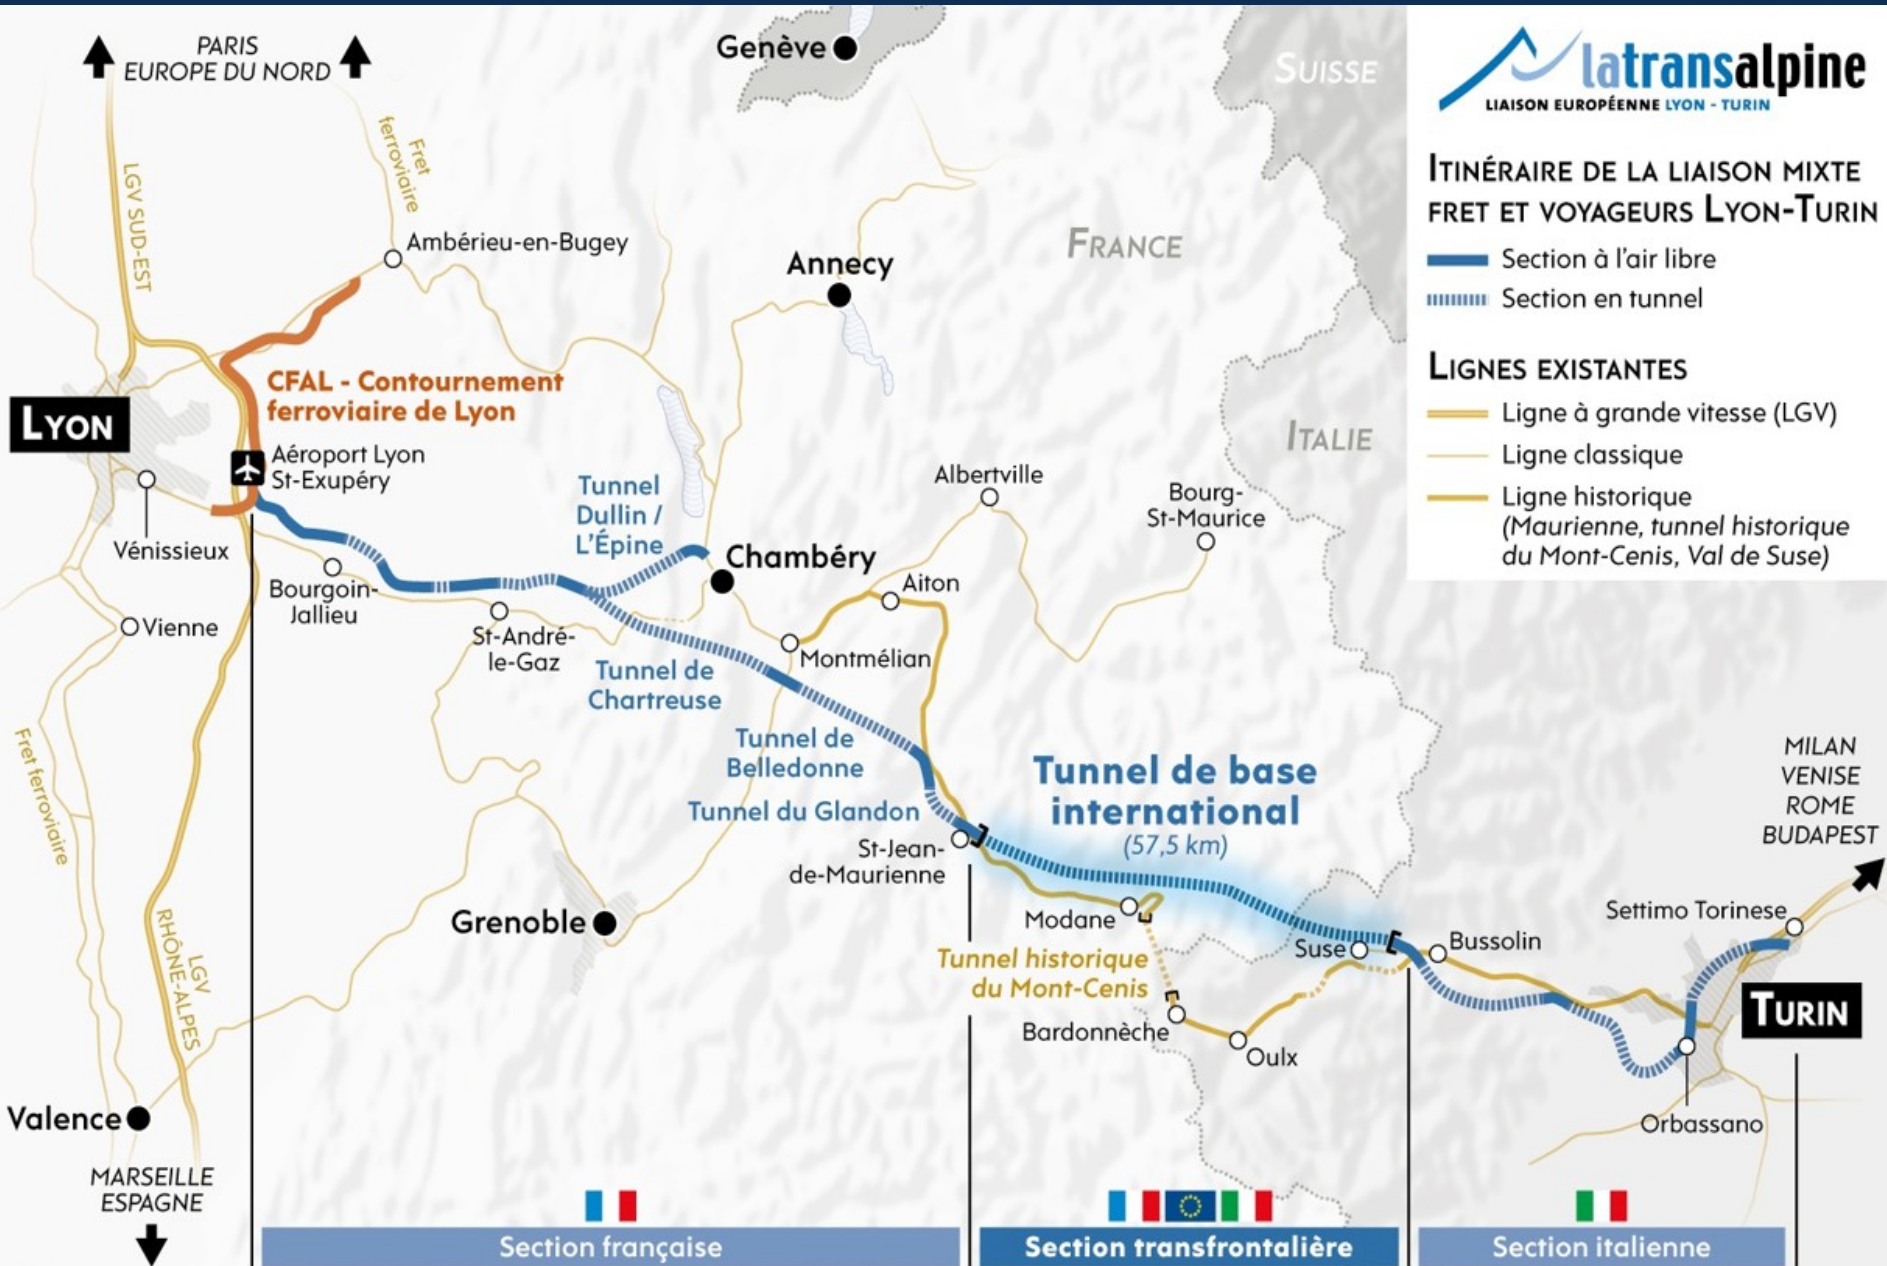 PARIS
EUROPE DU NORD
Genève
SUISSE
latransalpine
LIAISON EUROPÉENNE LYON - TURIN
ITINÉRAIRE DE LA LIAISON MIXTE
FRET ET VOYAGEURS LYON-TURIN
Section à l'air libre
Section en tunnel
LIGNES EXISTANTES
Ligne à grande vitesse (LGV)
Ligne classique
Ligne historique
(Maurienne, tunnel historique
du Mont-Cenis, Val de Suse)
LGV SUD-EST
Fret
ferroviaire
Ambérieu-en-Bugey
FRANCE
Annecy
CFAL - Contournement
ferroviaire de Lyon
LYON
Aéroport Lyon
St-Exupéry
ITALIE
Tunnel
Dullin /
L'Épine
Albertville
Bourg-
St-Maurice
Vénissieux
Chambéry
Bourgoin-
Jallieu
Aiton
Vienne
St-André-
le-Gaz
Montmélian
Tunnel de
Chartreuse
Tunnel de
Belledonne
Tunnel du Glandon
Fret ferroviaire
Tunnel de base
international
(57,5 km)
MILAN
VENISE
ROME
BUDAPEST
St-Jean-
de-Maurienne
Grenoble
Modane
Settimo Torinese
Suse
Bussolin
Tunnel historique
du Mont-Cenis
LGV
RHÔNE-ALPES
TURIN
Bardonnèche
Oulx
Valence
Orbassano
MARSEILLE
ESPAGNE
Section française
Section transfrontalière
Section italienne